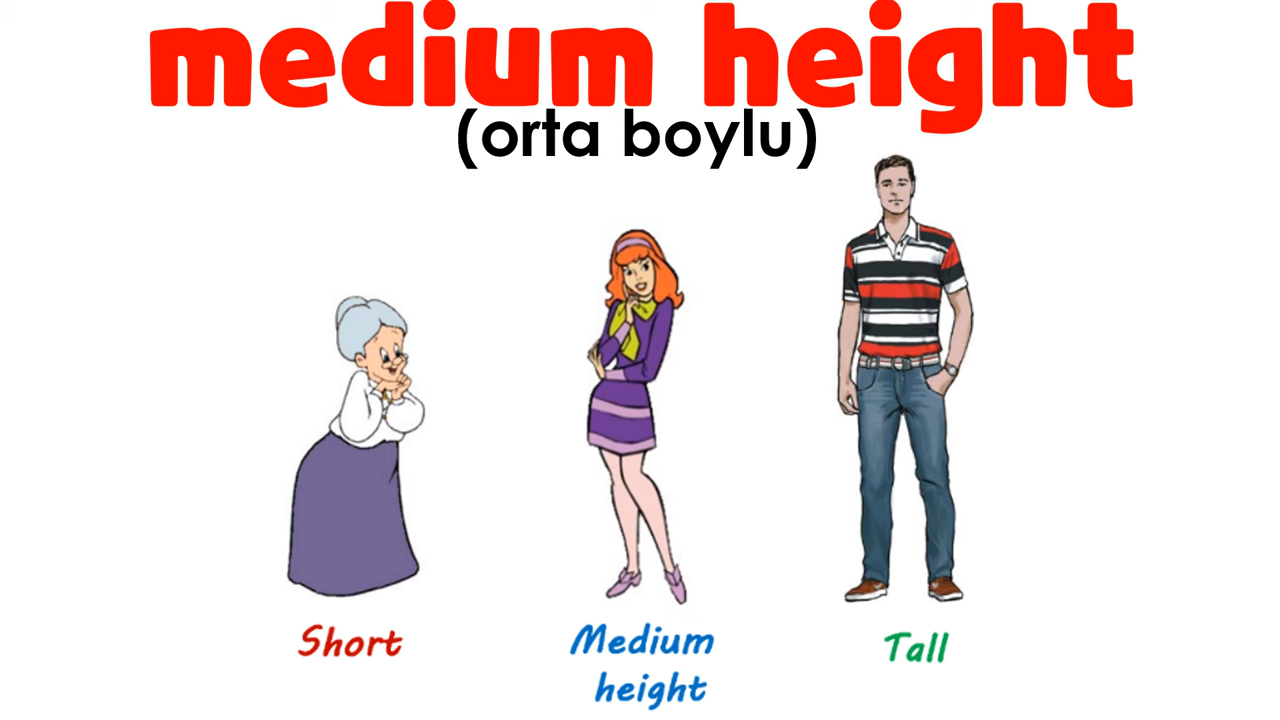 medium height
(orta boylu)
Short
Medium
height
Tall